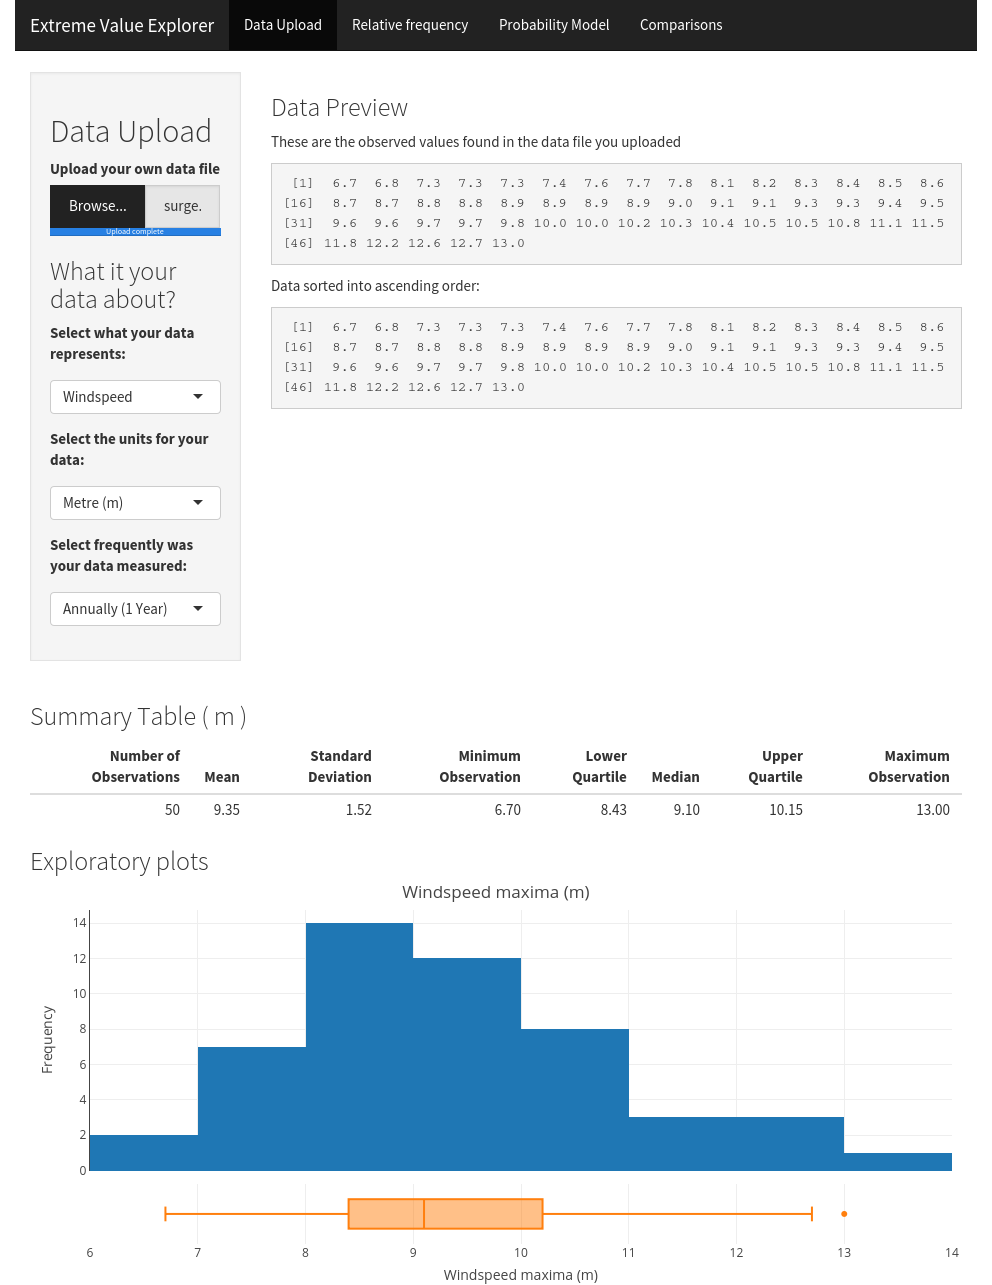 Extreme Value Explorer Data Upload Relative frequency Probability Model Comparisons
Data Upload
Upload your own data file
Browse... surge.
Upload complete
What it your
data about?
Select what your data
represents:
Windspeed
Select the units for your
data:
Metre (m)
Select frequently was
your data measured:
Annually (1 Year)
Data Preview
These are the observed values found in the data file you uploaded
[1] 6.7 6.8 7.3 7.3 7.3 7.4 7.6 7.7 7.8 8.1 8.2 8.3 8.4 8.5 8.6
[16] 8.7 8.7 8.8 8.8 8.9 8.9 8.9 8.9 9.0 9.1 9.1 9.3 9.3 9.4 9.5
[31] 9.6 9.6 9.7 9.7 9.8 10.0 10.0 10.2 10.3 10.4 10.5 10.5 10.8 11.1 11.5
[46] 11.8 12.2 12.6 12.7 13.0
Data sorted into ascending order:
[1] 6.7 6.8 7.3 7.3 7.3 7.4 7.6 7.7 7.8 8.1 8.2 8.3 8.4 8.5 8.6
[16] 8.7 8.7 8.8 8.8 8.9 8.9 8.9 8.9 9.0 9.1 9.1 9.3 9.3 9.4 9.5
[31] 9.6 9.6 9.7 9.7 9.8 10.0 10.0 10.2 10.3 10.4 10.5 10.5 10.8 11.1 11.5
[46] 11.8 12.2 12.6 12.7 13.0
Summary Table ( m )
Number of Standard Minimum Lower Upper Maximum
Observations Mean Deviation Observation Quartile Median Quartile Observation
50 9.35 1.52 6.70 8.43 9.10 10.15 13.00
Exploratory plots
Windspeed maxima (m)
Frequency
14
12
10
8
6
4
2
0
6 7 8 9 10 11 12 13 14
Windspeed maxima (m)